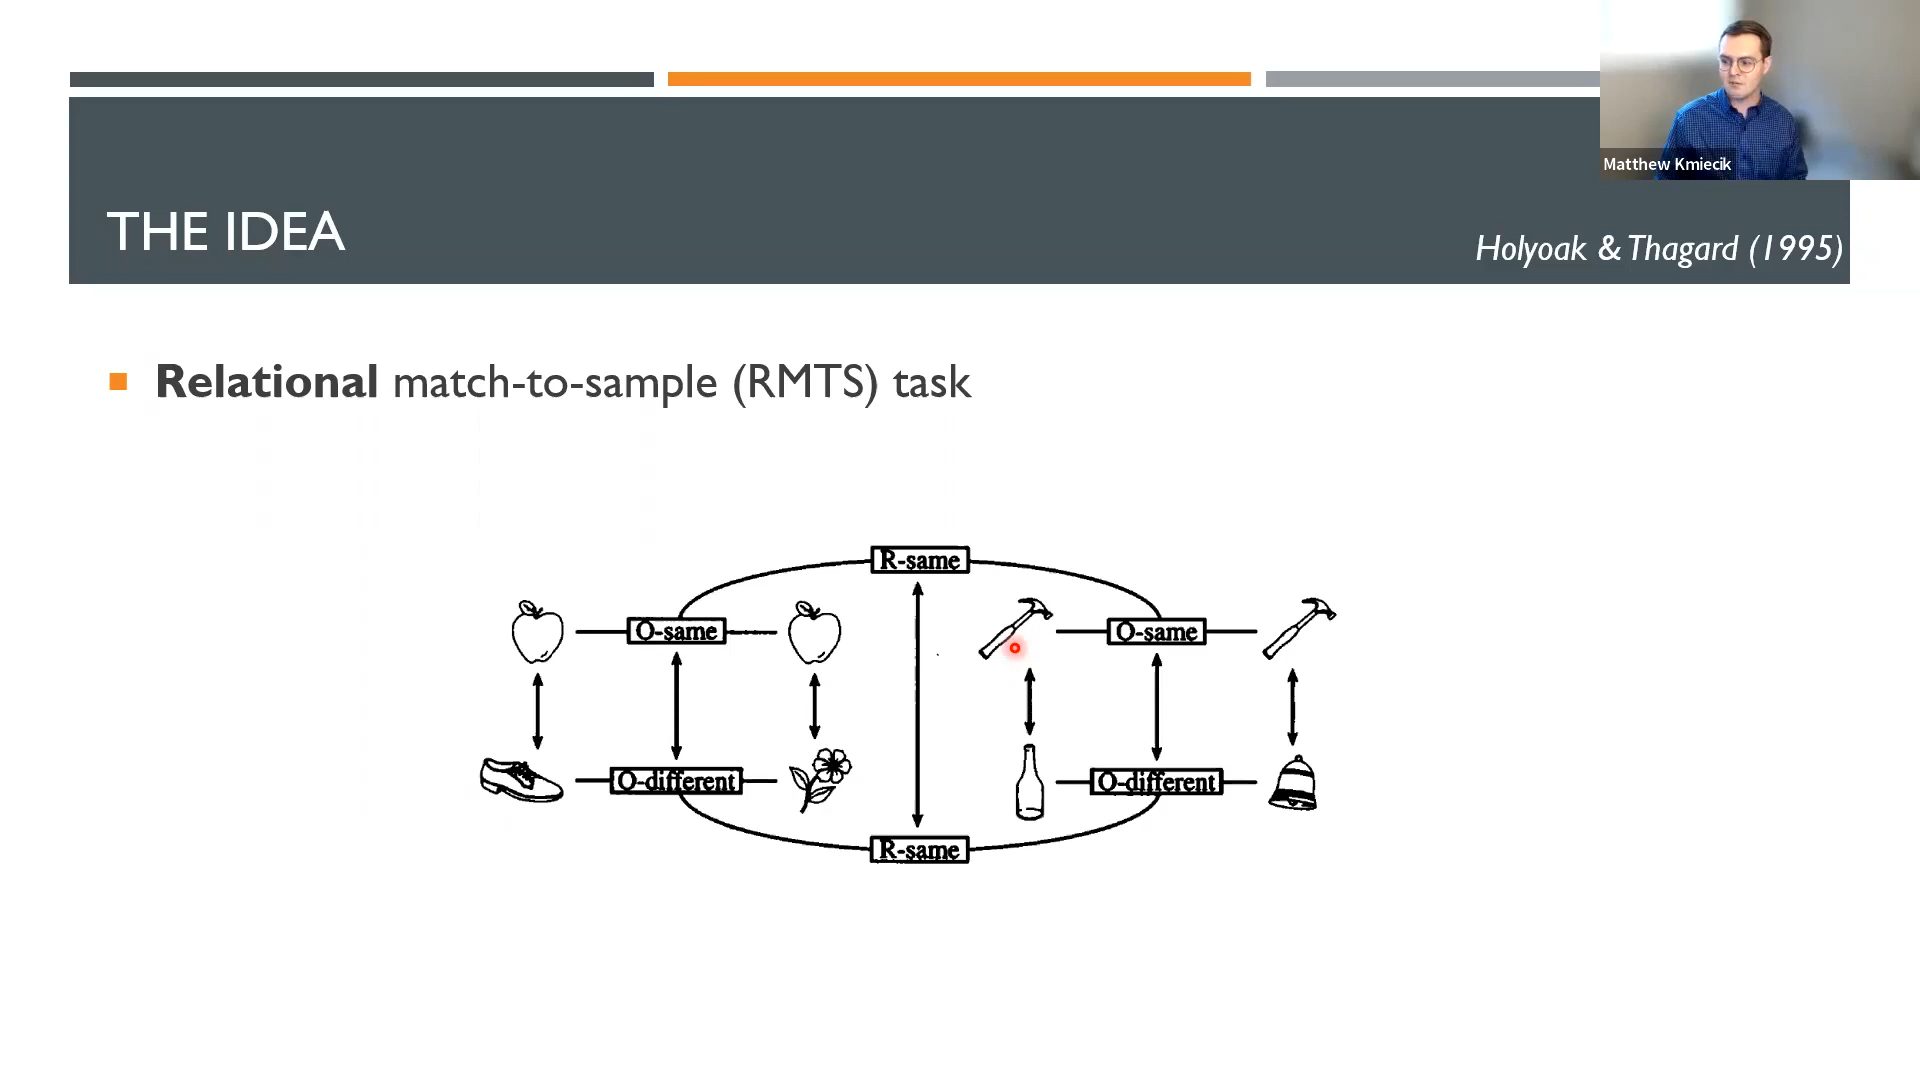 Matthew Kmiecik
THE IDEA
Holyoak & Thagard (1995)
Relational match-to-sample (RMTS) task
R-same
O-same
O-same
O-different
O-different
R-same